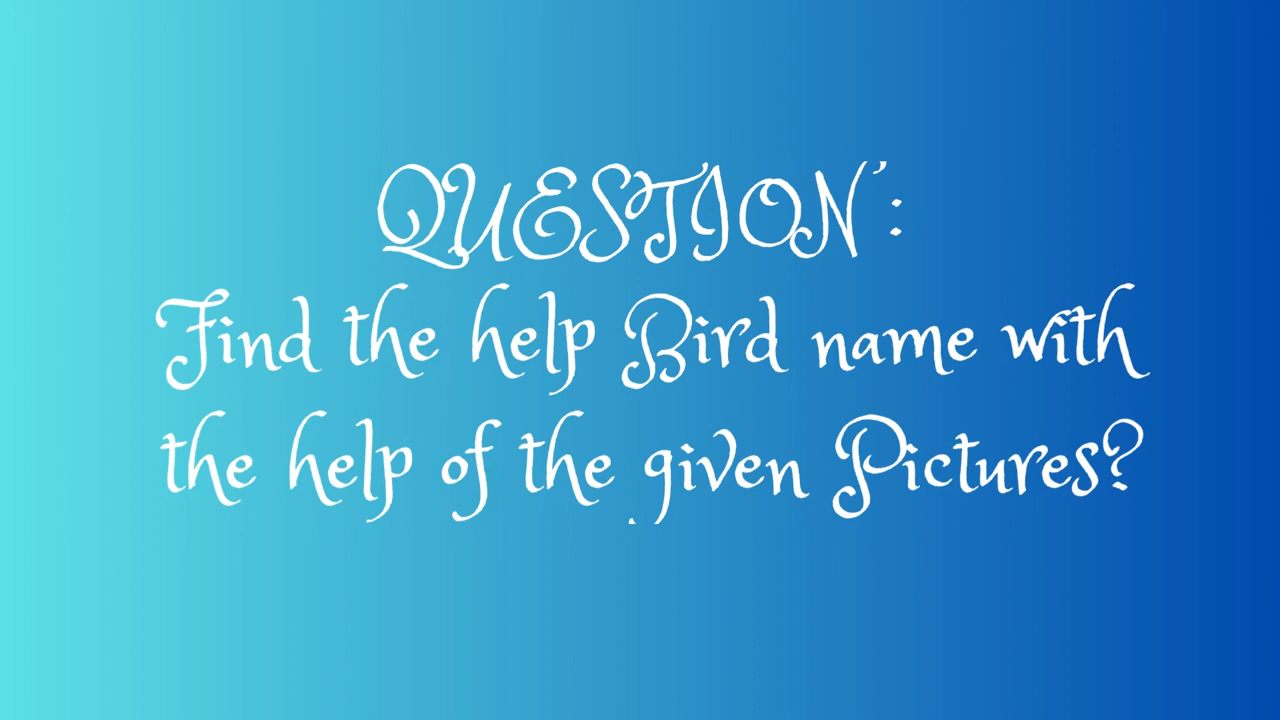 QUESTION :
Find the help Bird name with
the help of the given Pictures?